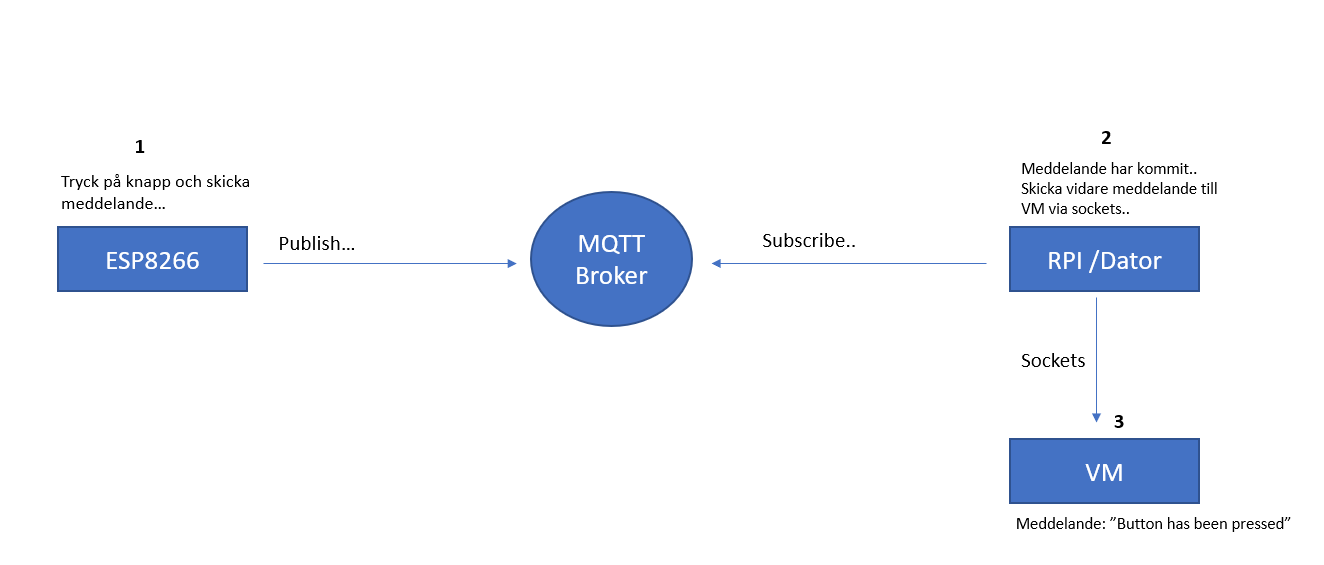 1
Tryck på knapp och skicka
meddelande…
ESP8266
Publish…
MQTT
Broker
Subscribe..
2
Meddelande har kommit..
Skicka vidare meddelande till
VM via sockets..
RPI /Dator
Sockets
3
VM
Meddelande: ”Button has been pressed”